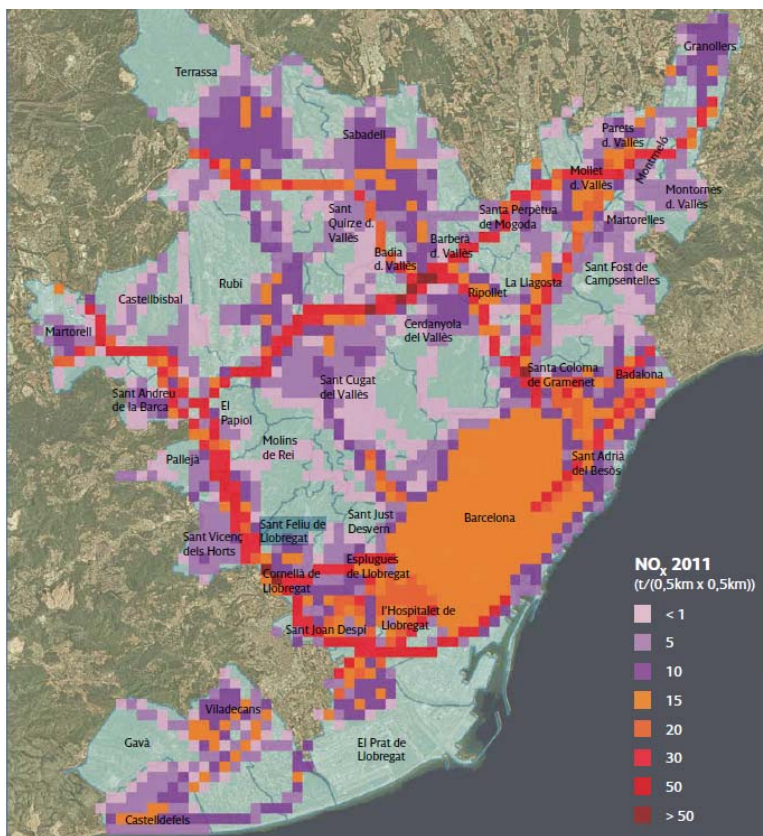 Granollers
Terrassa
Parets
d. Vallès
Sabadell
Montmeló
Mollet
d. Vallès
Montornès
d. Vallès
Sant
Quirze d.
Vallès
Santa Perpètua
de Mogoda
Martorelles
Barberà
d. Vallès
Badia
d. Vallès
Sant Fost de
Campsentelles
La Llagosta
Rubí
Ripollet
Castellbisbal
Cerdanyola
del Vallès
Martorell
Santa Coloma
de Gramenet
Badalona
Sant Cugat
del Vallès
Sant Andreu
de la Barca
El
Papiol
Molins
de Rei
Pallejà
Sant Adrià
del Besòs
Sant Just
Desvern
Barcelona
Sant Feliu de
Llobregat
Sant Vicenç
dels Horts
Esplugues
de Llobregat
Cornellà de
Llobregat
l'Hospitalet de
Llobregat
Sant Joan Despí
Viladecans
Gavà
El Prat de
Llobregat
Castelldefels
NOx 2011
(t/(0,5km x 0,5km))
< 1
5
10
15
20
30
50
> 50